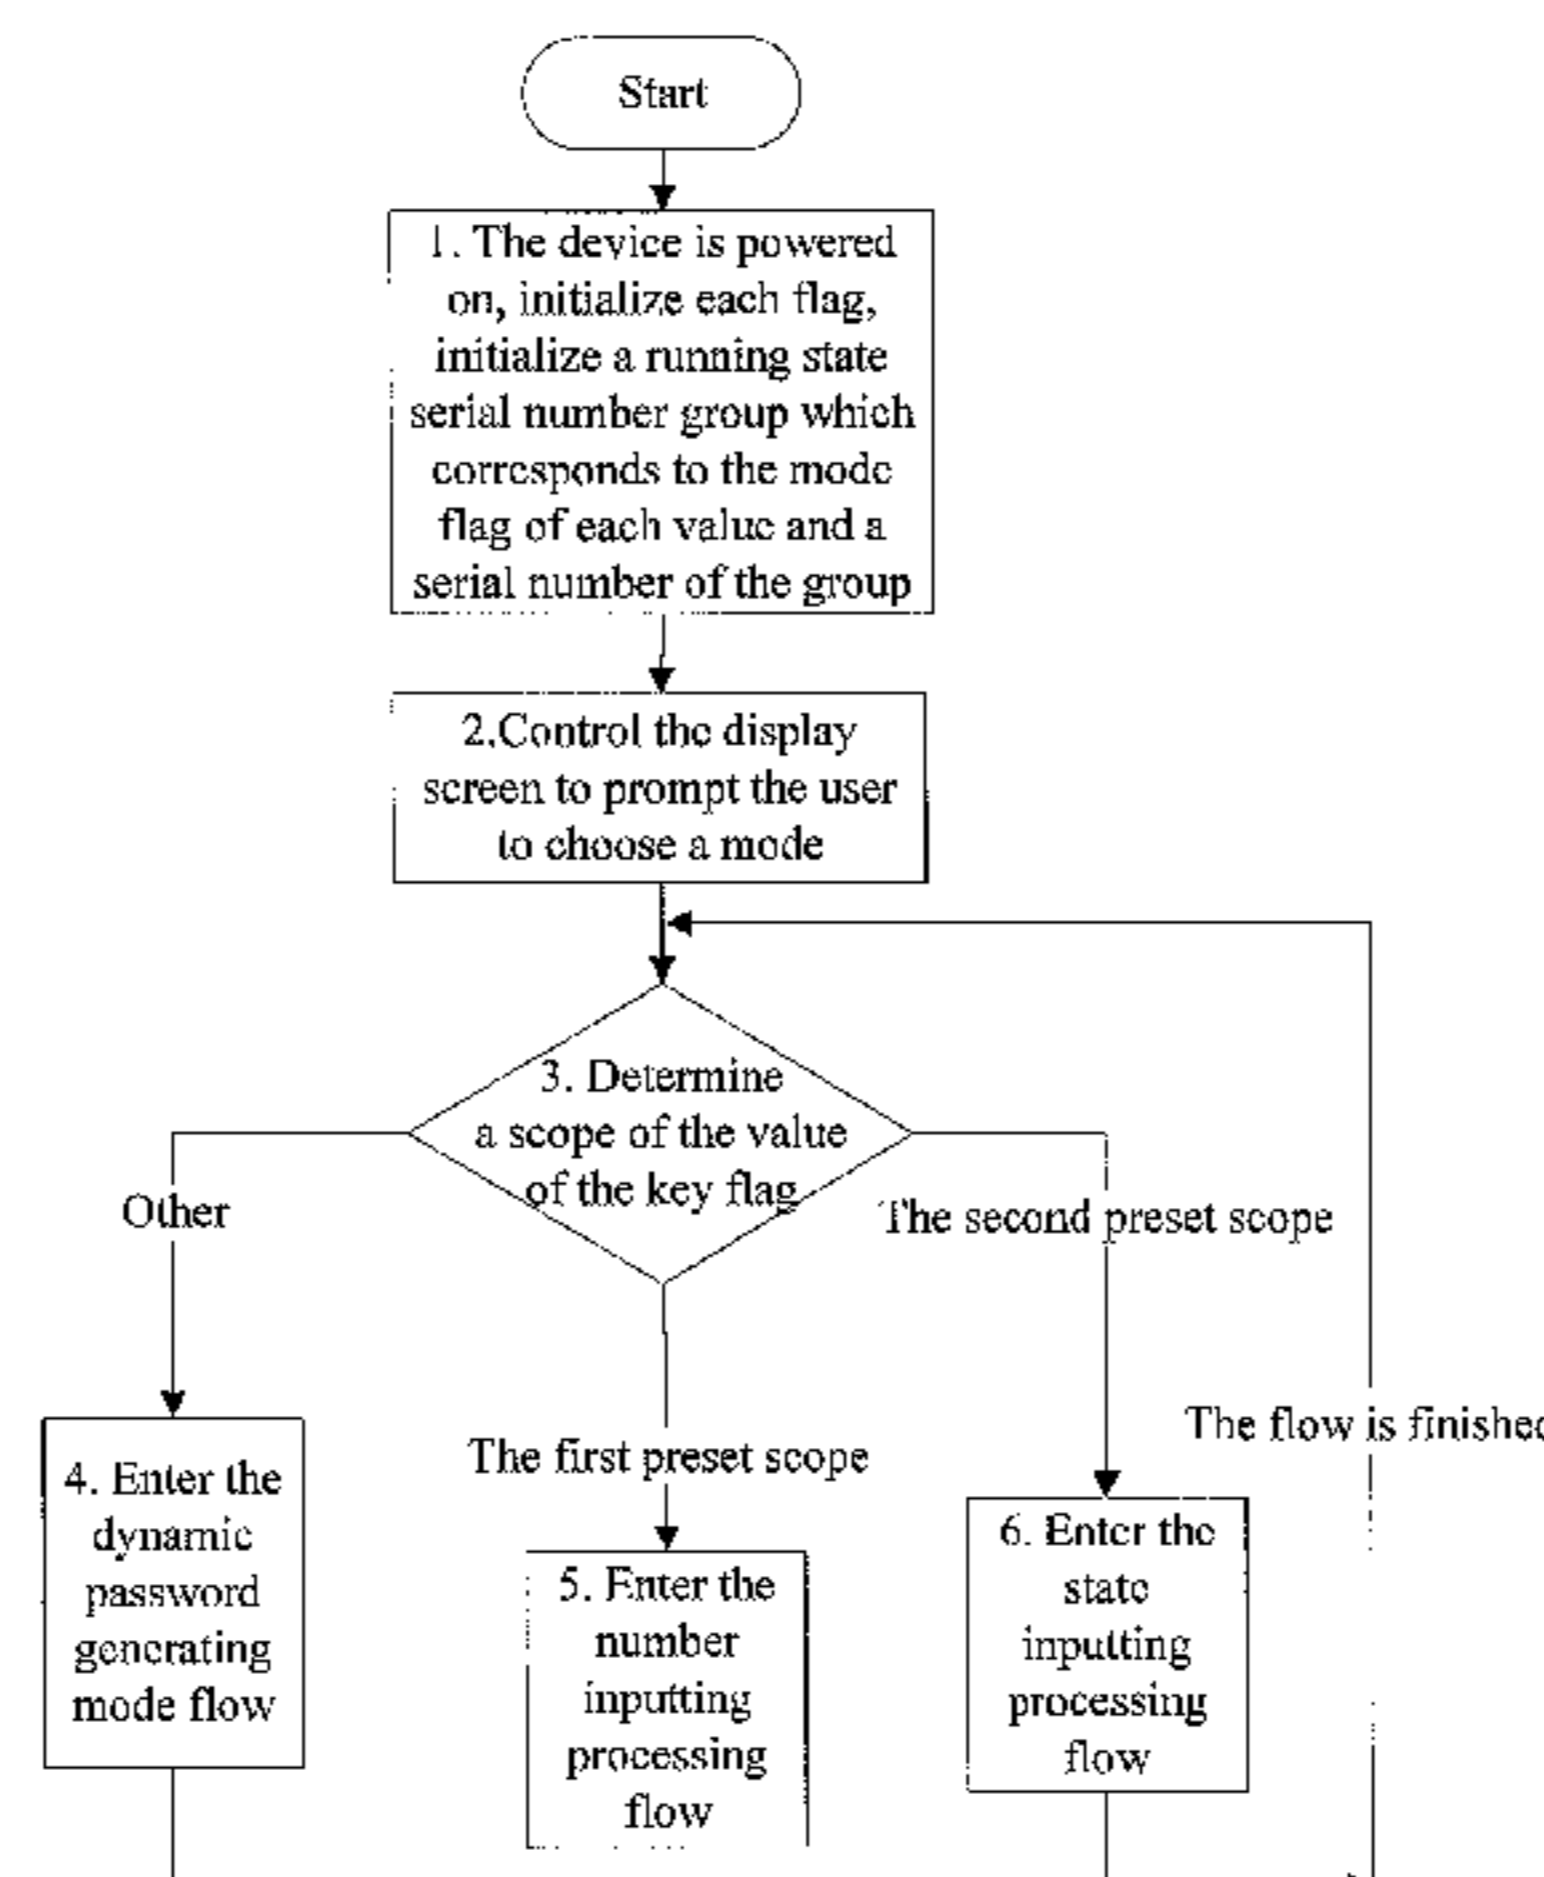 Start
1. The device is powered
on, initialize each flag,
initialize a running state
serial number group which
corresponds to the mode
flag of each value and a
serial number of the group
2.Control the display
screen to prompt the user
to choose a mode
3. Determine
a scope of the value
of the key flag
Other
The second preset scope
The first preset scope
The flow is finished
4. Enter the
dynamic
password
generating
mode flow
5. Enter the
number
inputting
processing
flow
6. Enter the
state
inputting
processing
flow